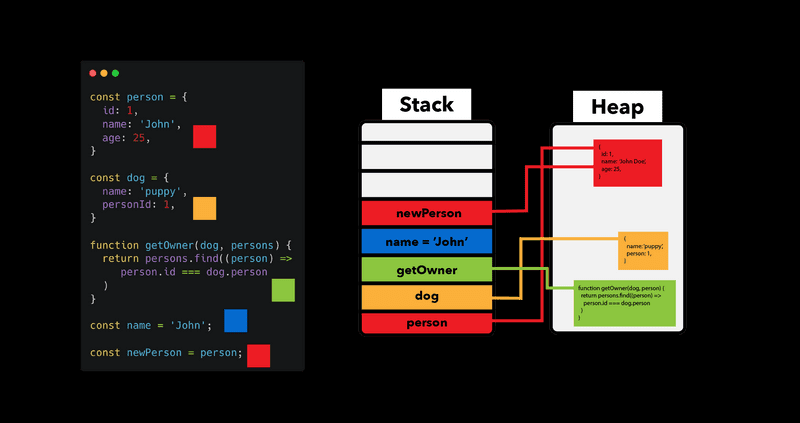 const person = {
id: 1,
name: 'John',
age: 25,
}
const dog = {
name: 'puppy',
personId: 1,
}
function getOwner(dog, persons) {
return persons.find((person) =>
person.id === dog.person
)
}
const name = 'John';
const newPerson = person;
Stack
newPerson
name = ‘John’
getOwner
dog
person
Heap
{
id: 1,
name: 'John Doe',
age: 25,
}
{
name: 'puppy',
person: 1,
}
function getOwner(dog, person) {
return persons.find((person) =>
person.id === dog.person
)
}